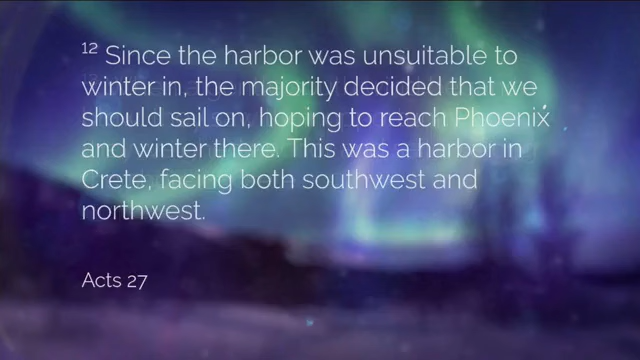 12 Since the harbor was unsuitable to
winter in, the majority decided that we
should sail on, hoping to reach Phoenix
and winter there. This was a harbor in
Crete, facing both southwest and
northwest.
Acts 27